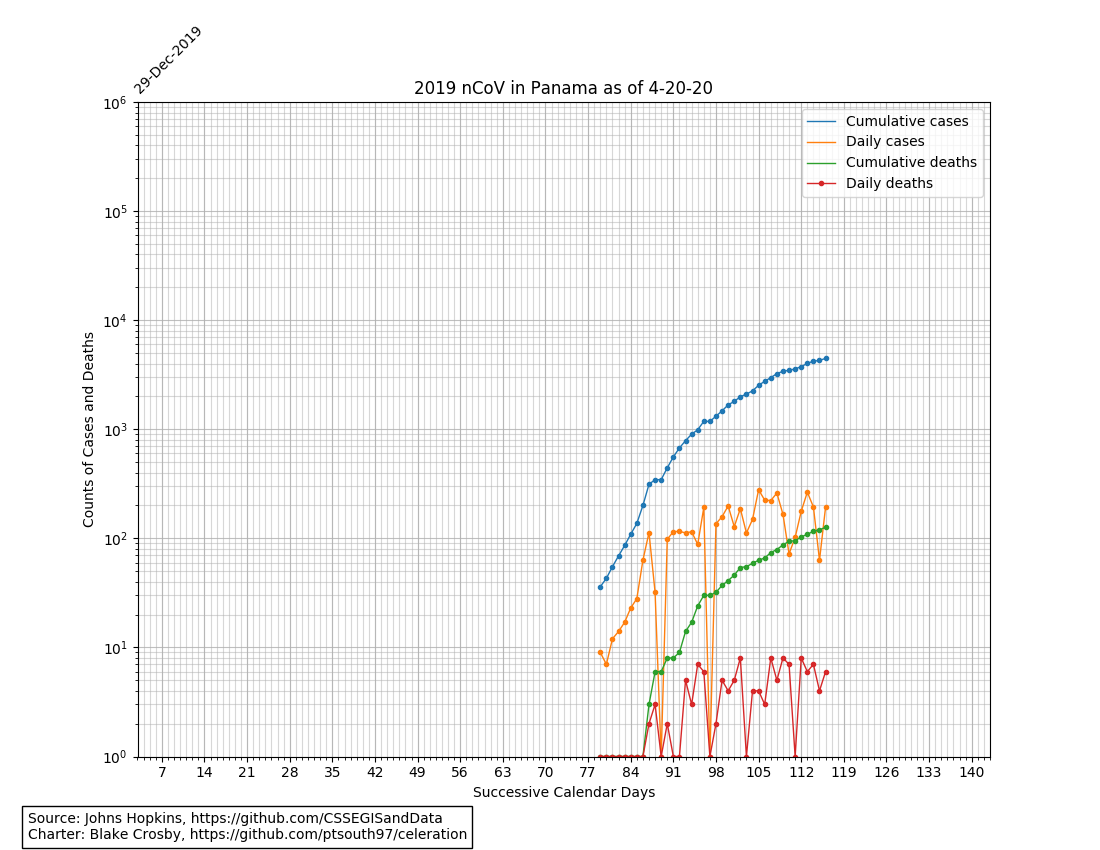 29-Dec-2019
2019 nCoV in Panama as of 4-20-20
Cumulative cases
Daily cases
Cumulative deaths
Daily deaths
Counts of Cases and Deaths
10^6
10^5
10^4
10^3
10^2
10^1
10^0
7 14 21 28 35 42 49 56 63 70 77 84 91 98 105 112 119 126 133 140
Successive Calendar Days
Source: Johns Hopkins, https://github.com/CSSEGISandData
Charter: Blake Crosby, https://github.com/ptsouth97/celeration